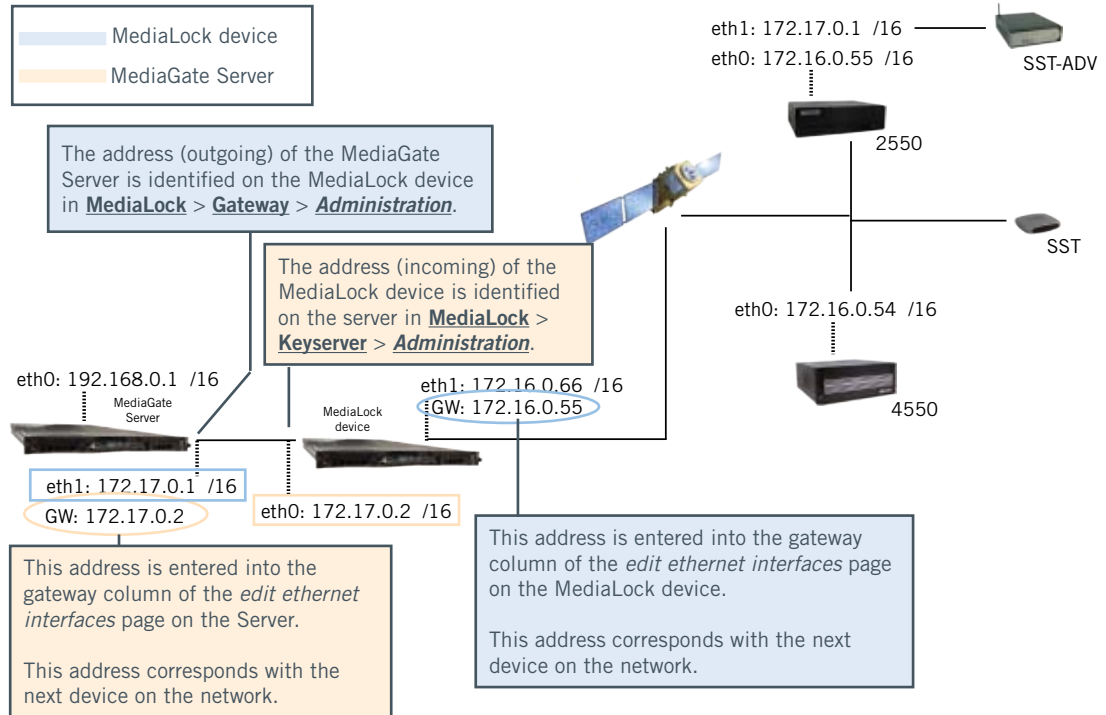 MediaLock device
MediaGate Server
eth1: 172.17.0.1 /16
eth0: 172.16.0.55 /16
SST-ADV
2550
The address (outgoing) of the MediaGate
Server is identified on the MediaLock device
in MediaLock > Gateway > Administration.
SST
The address (incoming) of the
MediaLock device is identified
on the server in MediaLock >
Keyserver > Administration.
eth0: 172.16.0.54 /16
4550
eth0: 192.168.0.1 /16
MediaGate
Server
MediaLock
device
eth1: 172.16.0.66 /16
GW: 172.16.0.55
eth1: 172.17.0.1 /16
GW: 172.17.0.2
eth0: 172.17.0.2 /16
This address is entered into the
gateway column of the edit ethernet
interfaces page on the Server.
This address corresponds with the
next device on the network.
This address is entered into the gateway
column of the edit ethernet interfaces page
on the MediaLock device.
This address corresponds with the next
device on the network.